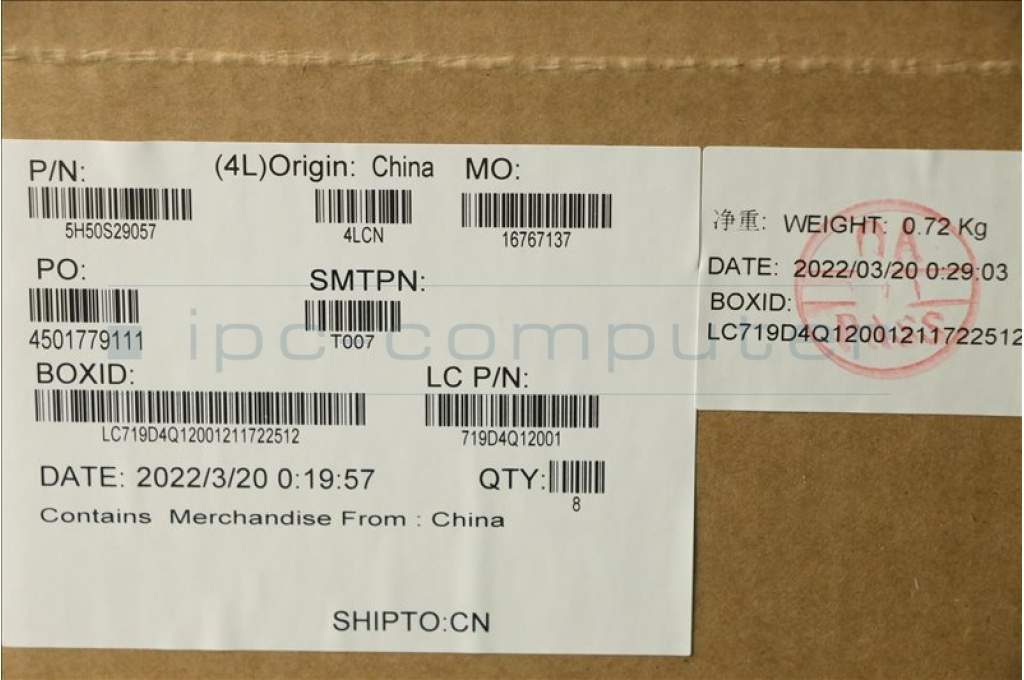 P/N: (4L)Origin: China MO:
5H50S29057 4LCN 16767137
PO: SMTPN:
4501779111 T007
BOXID: LC P/N:
LC719D4Q12001211722512 719D4Q12001
DATE: 2022/3/20 0:19:57 QTY:
8
Contains Merchandise From : China
SHIPTO:CN
净重: WEIGHT: 0.72 Kg
DATE: 2022/03/20 0:29:03
BOXID:
LC719D4Q12001211722512
PASS
ipc-computer